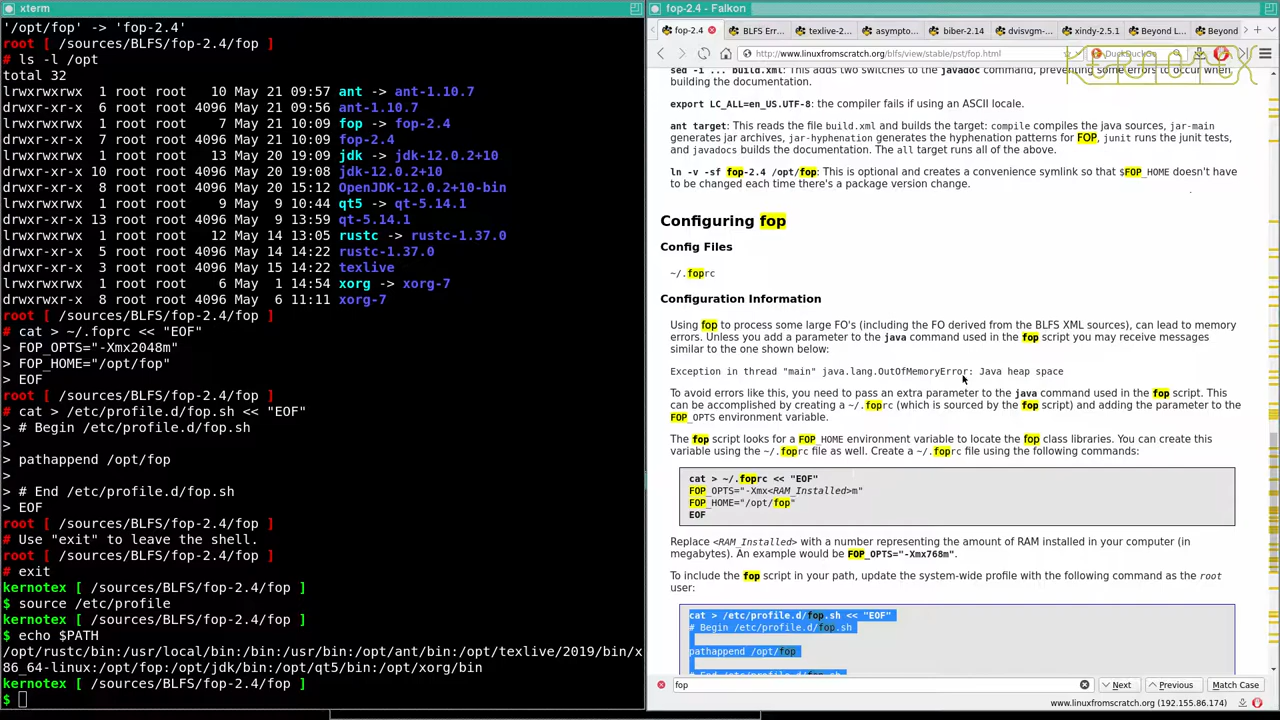 xterm
'/opt/fop' -> 'fop-2.4'
root [ /sources/BLFS/fop-2.4/fop ]
# ls -l /opt
total 32
lrwxrwxrwx  1 root root   10 May 21 09:57 ant -> ant-1.10.7
drwxr-xr-x  6 root root 4096 May 21 09:56 ant-1.10.7
lrwxrwxrwx  1 root root    7 May 21 10:09 fop -> fop-2.4
drwxr-xr-x  7 root root 4096 May 21 10:09 fop-2.4
lrwxrwxrwx  1 root root   13 May 20 19:09 jdk -> jdk-12.0.2+10
drwxr-xr-x 10 root root 4096 May 20 19:08 jdk-12.0.2+10
drwxr-xr-x  8 root root 4096 May 20 15:12 OpenJDK-12.0.2+10-bin
lrwxrwxrwx  1 root root    9 May  9 10:44 qt5 -> qt-5.14.1
drwxr-xr-x 13 root root 4096 May  9 13:59 qt-5.14.1
lrwxrwxrwx  1 root root   12 May 14 13:05 rustc -> rustc-1.37.0
drwxr-xr-x  5 root root 4096 May 14 14:22 rustc-1.37.0
drwxr-xr-x  3 root root 4096 May 15 14:22 texlive
lrwxrwxrwx  1 root root    6 May  1 14:54 xorg -> xorg-7
drwxr-xr-x  8 root root 4096 May  6 11:11 xorg-7
root [ /sources/BLFS/fop-2.4/fop ]
# cat > ~/.foprc << "EOF"
> FOP_OPTS="-Xmx2048m"
> FOP_HOME="/opt/fop"
> EOF
root [ /sources/BLFS/fop-2.4/fop ]
# cat > /etc/profile.d/fop.sh << "EOF"
> # Begin /etc/profile.d/fop.sh
>
> pathappend /opt/fop
>
> # End /etc/profile.d/fop.sh
> EOF
root [ /sources/BLFS/fop-2.4/fop ]
# Use "exit" to leave the shell.
root [ /sources/BLFS/fop-2.4/fop ]
# exit
kernotex [ /sources/BLFS/fop-2.4/fop ]
$ source /etc/profile
kernotex [ /sources/BLFS/fop-2.4/fop ]
$ echo $PATH
/opt/rustc/bin:/usr/local/bin:/bin:/usr/bin:/opt/ant/bin:/opt/texlive/2019/bin/x
86_64-linux:/opt/fop:/opt/jdk/bin:/opt/qt5/bin:/opt/xorg/bin
kernotex [ /sources/BLFS/fop-2.4/fop ]
$
fop-2.4 - Falkon
fop-2.4 BLFS Err... texlive-2... asympto... biber-2.14 dvisvgm-... xindy-2.5.1 Beyond L... Beyond
http://www.linuxfromscratch.org/blfs/view/stable/pst/fop.html DuckDuckGo
KERNOTEX
sed -i ... build.xml: This adds two switches to the javadoc command, preventing some errors to occur when
building the documentation.
export LC_ALL=en_US.UTF-8: the compiler fails if using an ASCII locale.
ant target: This reads the file build.xml and builds the target: compile compiles the java sources, jar-main
generates jar archives, jar-hyphenation generates the hyphenation patterns for FOP, junit runs the junit tests,
and javadocs builds the documentation. The all target runs all of the above.
ln -v -sf fop-2.4 /opt/fop: This is optional and creates a convenience symlink so that $FOP_HOME doesn't have
to be changed each time there's a package version change.
Configuring fop
Config Files
~/.foprc
Configuration Information
Using fop to process some large FO's (including the FO derived from the BLFS XML sources), can lead to memory
errors. Unless you add a parameter to the java command used in the fop script you may receive messages
similar to the one shown below:
Exception in thread "main" java.lang.OutOfMemoryError: Java heap space
To avoid errors like this, you need to pass an extra parameter to the java command used in the fop script. This
can be accomplished by creating a ~/.foprc (which is sourced by the fop script) and adding the parameter to the
FOP_OPTS environment variable.
The fop script looks for a FOP_HOME environment variable to locate the fop class libraries. You can create this
variable using the ~/.foprc file as well. Create a ~/.foprc file using the following commands:
cat > ~/.foprc << "EOF"
FOP_OPTS="-Xmx<RAM_Installed>m"
FOP_HOME="/opt/fop"
EOF
Replace <RAM_Installed> with a number representing the amount of RAM installed in your computer (in
megabytes). An example would be FOP_OPTS="-Xmx768m".
To include the fop script in your path, update the system-wide profile with the following command as the root
user:
cat > /etc/profile.d/fop.sh << "EOF"
# Begin /etc/profile.d/fop.sh
pathappend /opt/fop
# End /etc/profile.d/fop.sh
fop Next Previous Match Case
www.linuxfromscratch.org (192.155.86.174)